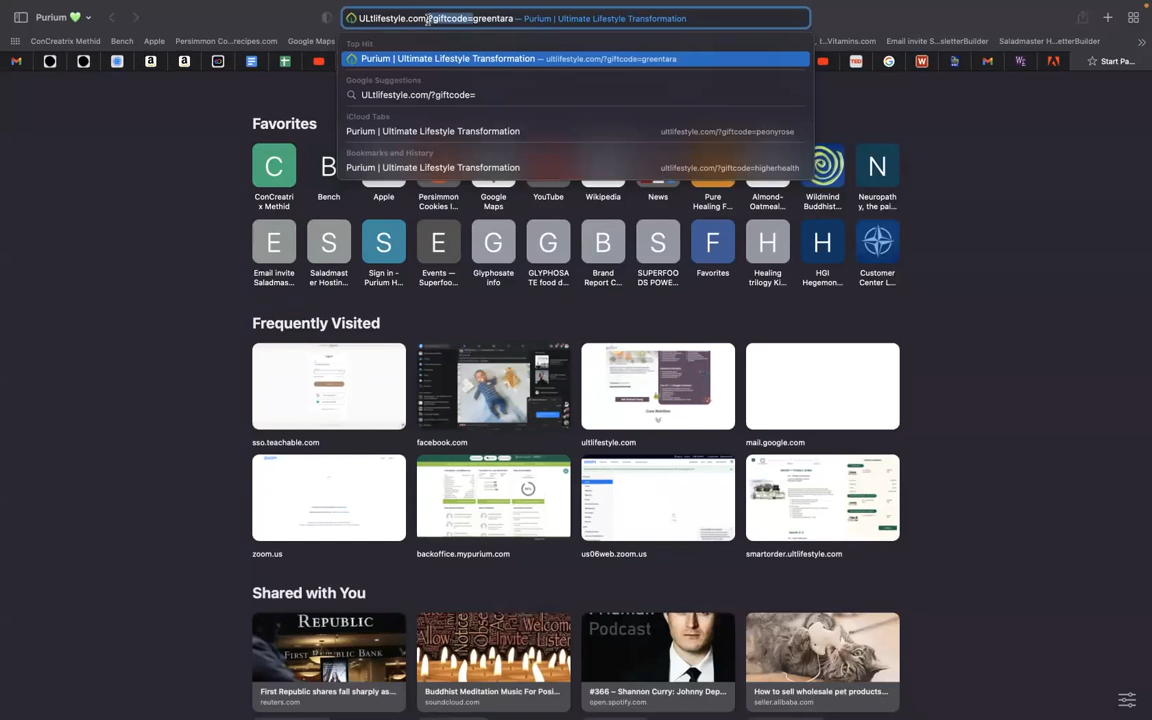 Purium 💚
ULtlifestyle.com/?giftcode=greentara — Purium | Ultimate Lifestyle Transformation
ConCreatrix Methid
Bench
Apple
Persimmon Co...recipes.com
Google Maps
...l...Vitamins.com
Email invite S...sletterBuilder
Saladmaster H...etterBuilder
Start Pa...
Top Hit
Purium | Ultimate Lifestyle Transformation — ultlifestyle.com/?giftcode=greentara
Google Suggestions
ULtlifestyle.com/?giftcode=
iCloud Tabs
Purium | Ultimate Lifestyle Transformation ultlifestyle.com/?giftcode=peonyrose
Bookmarks and History
Purium | Ultimate Lifestyle Transformation ultlifestyle.com/?giftcode=higherhealth
Favorites
C
B
N
ConCreatri
x Methid
Bench
Apple
Persimmon
Cookies I...
Google
Maps
YouTube
Wikipedia
News
Pure
Healing F...
Almond-
Oatmeal...
Wildmind
Buddhist...
Neuropath
y, the pai...
E
S
S
E
G
G
B
S
F
H
H
Email invite
Saladmas...
Saladmast
er Hostin...
Sign in -
Purium H...
Events —
Superfoo...
Glyphosate
info
GLYPHOSA
TE food d...
Brand
Report C...
SUPERFOO
DS POWE...
Favorites
Healing
trilogy Ki...
HGI
Hegemon...
Customer
Center L...
Frequently Visited
sso.teachable.com
facebook.com
ultlifestyle.com
mail.google.com
zoom.us
backoffice.mypurium.com
us06web.zoom.us
smartorder.ultlifestyle.com
Shared with You
REPUBLIC
FIRST REPUBLIC BANK
Podcast
First Republic shares fall sharply as...
reuters.com
Buddhist Meditation Music For Posi...
soundcloud.com
#366 – Shannon Curry: Johnny Dep...
open.spotify.com
How to sell wholesale pet products...
seller.alibaba.com